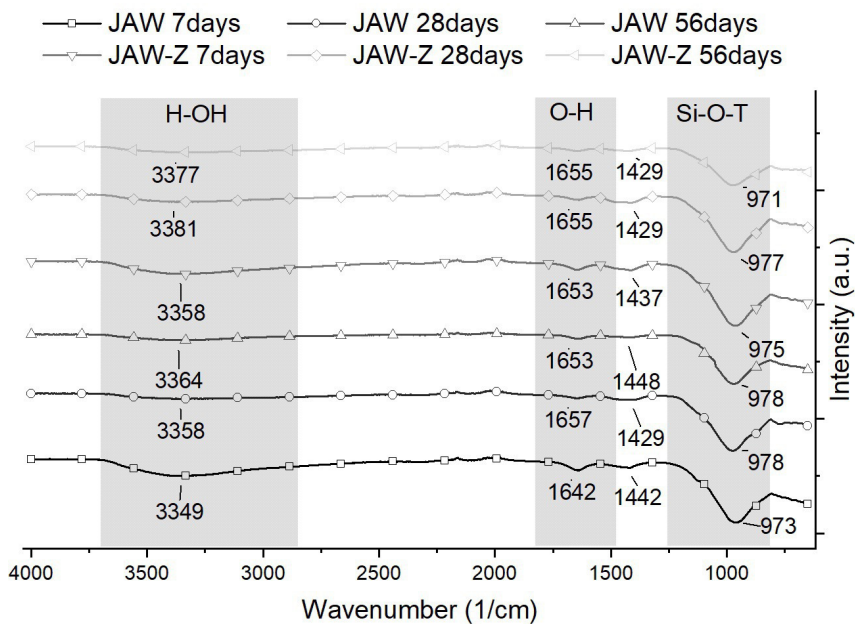 JAW 7days JAW 28days JAW 56days
JAW-Z 7days JAW-Z 28days JAW-Z 56days
H-OH O-H Si-O-T
3377 1655 1429 971
3381 1655 1429 977
3358 1653 1437 975
3364 1653 1448 978
3358 1657 1429 978
3349 1642 1442 973
Intensity (a.u.)
4000 3500 3000 2500 2000 1500 1000
Wavenumber (1/cm)